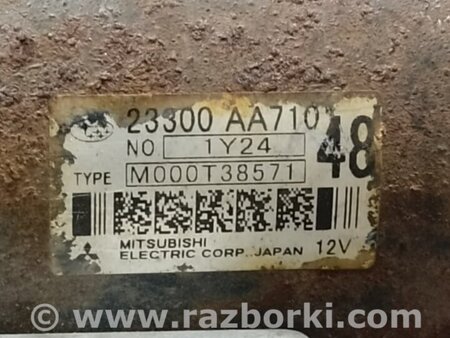 23300 AA710
48
NO 1Y24
TYPE M000T38571
MITSUBISHI
ELECTRIC CORP., JAPAN 12V
© www.razborki.com